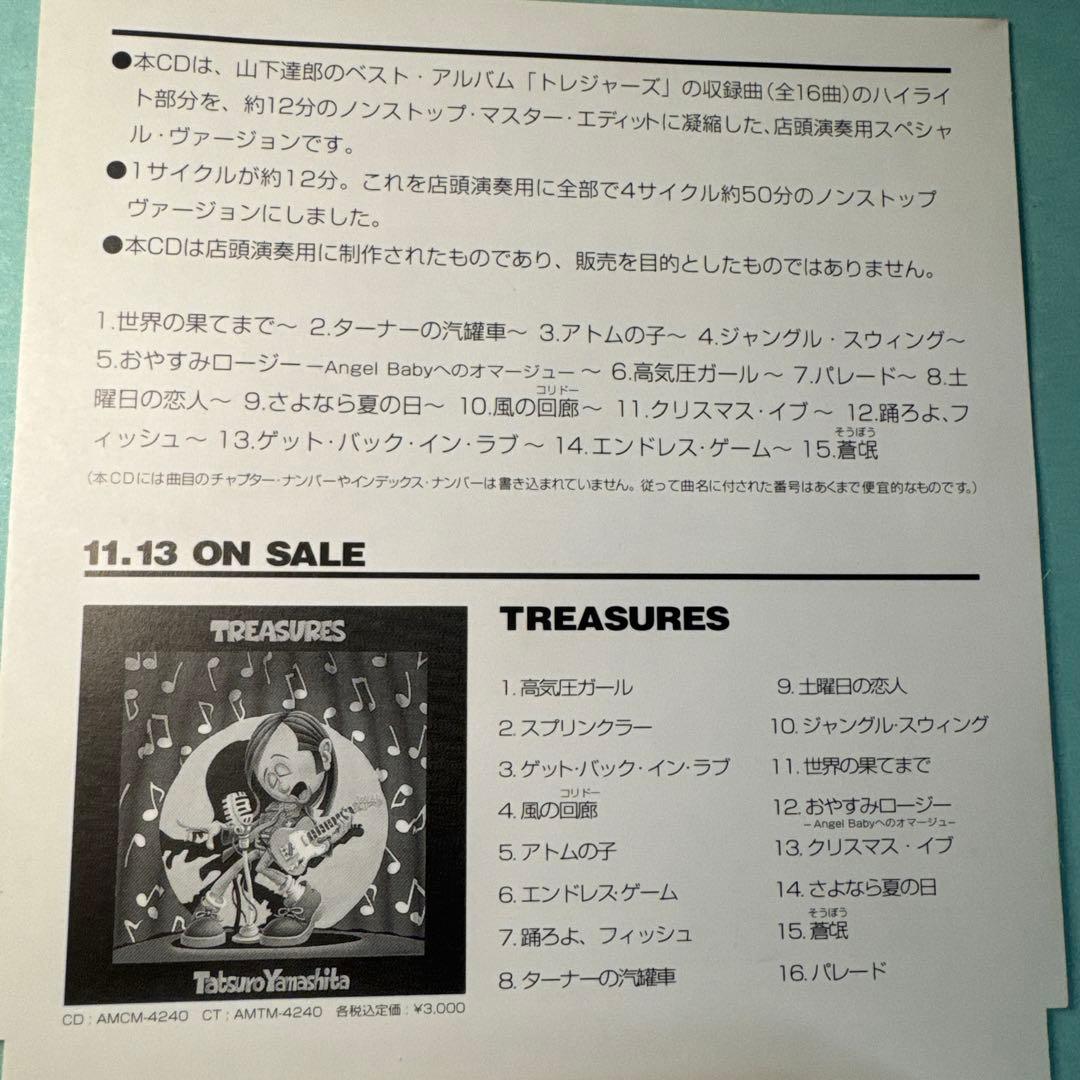 ●本CDは、山下達郎のベスト・アルバム「トレジャーズ」の収録曲(全16曲)のハイライ
ト部分を、約12分のノンストップ・マスター・エディットに凝縮した、店頭演奏用スペシャ
ル・ヴァージョンです。
●1サイクルが約12分。これを店頭演奏用に全部で4サイクル約50分のノンストップ
ヴァージョンにしました。
●本CDは店頭演奏用に制作されたものであり、販売を目的としたものではありません。
1.世界の果てまで〜 2.ターナーの汽罐車〜 3.アトムの子〜 4.ジャングル・スウィング〜
5.おやすみロージー ーAngel Babyへのオマージューー 〜 6.高気圧ガール〜 7.パレード〜 8.土
コリドー
曜日の恋人〜 9.さよなら夏の日〜 10.風の回廊〜 11.クリスマス・イブ〜 12.踊ろよ、フ
そうぼう
ィッシュ〜 13.ゲット・バック・イン・ラブ〜 14.エンドレス・ゲーム〜 15.蒼氓
(本CDには曲目のチャプター・ナンバーやインデックス・ナンバーは書き込まれていません。従って曲名に付された番号はあくまで便宜的なものです。)
11.13 ON SALE
TREASURES
Tatsuro Yamashita
CD : AMCM-4240 CT : AMTM-4240 各税込定価 : ¥3,000
TREASURES
1. 高気圧ガール
2. スプリンクラー
3. ゲット・バック・イン・ラブ
コリドー
4. 風の回廊
5. アトムの子
6. エンドレス・ゲーム
7. 踊ろよ、フィッシュ
8. ターナーの汽罐車
9. 土曜日の恋人
10. ジャングル・スウィング
11. 世界の果てまで
12. おやすみロージー
−Angel Babyへのオマージュ−
13. クリスマス・イブ
14. さよなら夏の日
そうぼう
15. 蒼氓
16. パレード